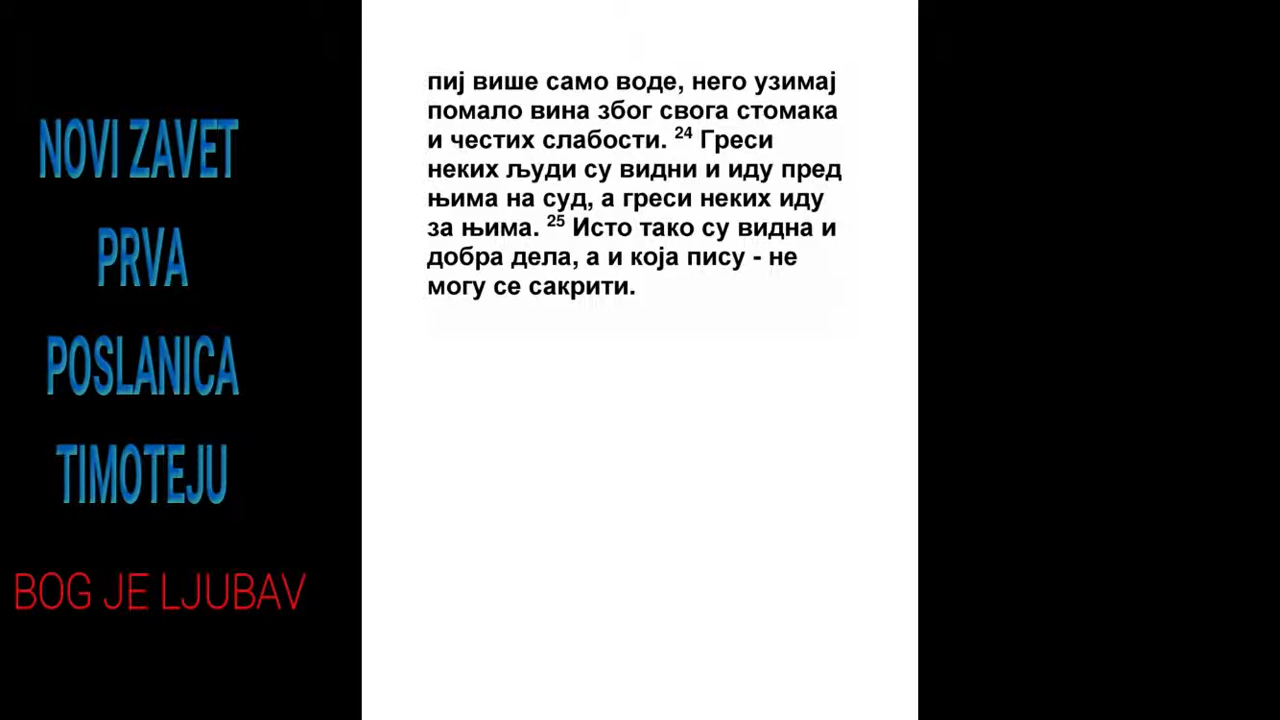 NOVI ZAVET
PRVA
POSLANICA
TIMOTEJU
BOG JE LJUBAV
пиј више само воде, него узимај
помало вина због свога стомака
и честих слабости. 24 Греси
неких људи су видни и иду пред
њима на суд, а греси неких иду
за њима. 25 Исто тако су видна и
добра дела, а и која пису - не
могу се сакрити.